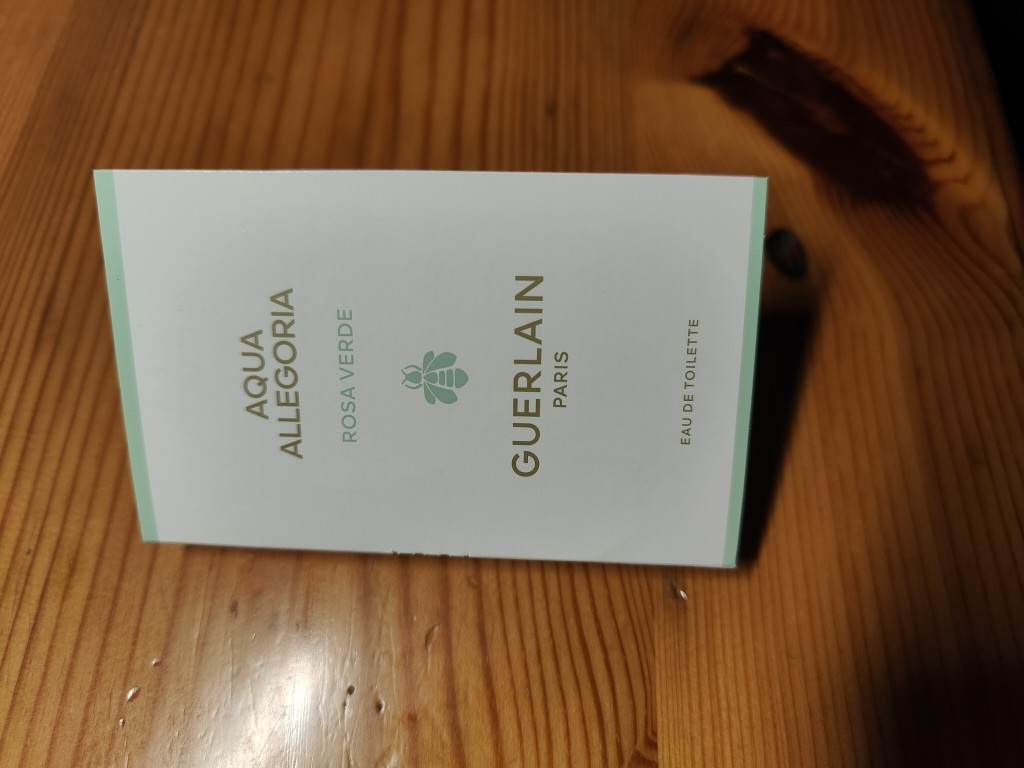 AQUA
ALLEGORIA
ROSA VERDE
GUERLAIN
PARIS
EAU DE TOILETTE